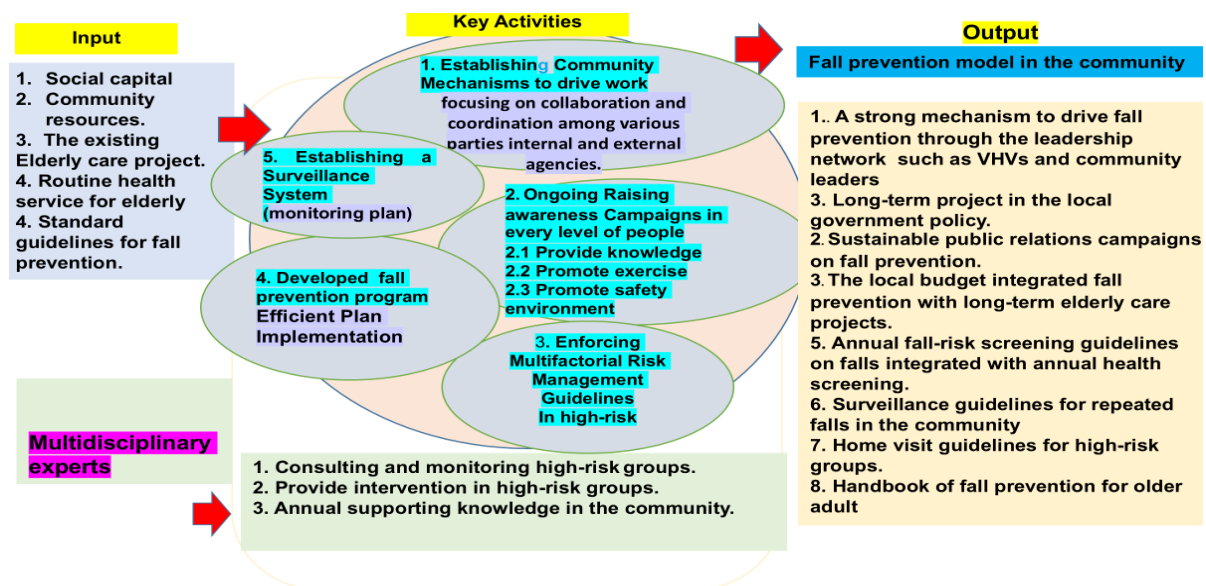 Input
1. Social capital
2. Community
resources.
3. The existing
Elderly care project.
4. Routine health
service for elderly
4. Standard
guidelines for fall
prevention.
Key Activities
1. Establishing Community
Mechanisms to drive work
focusing on collaboration and
coordination among various
parties internal and external
agencies.
5. Establishing a
Surveillance
System
(monitoring plan)
2. Ongoing Raising
awareness Campaigns in
every level of people
2.1 Provide knowledge
2.2 Promote exercise
2.3 Promote safety
environment
4. Developed fall
prevention program
Efficient Plan
Implementation
3. Enforcing
Multifactorial Risk
Management
Guidelines
In high-risk
Multidisciplinary
experts
1. Consulting and monitoring high-risk groups.
2. Provide intervention in high-risk groups.
3. Annual supporting knowledge in the community.
Output
Fall prevention model in the community
1.. A strong mechanism to drive fall
prevention through the leadership
network such as VHVs and community
leaders
3. Long-term project in the local
government policy.
2. Sustainable public relations campaigns
on fall prevention.
3. The local budget integrated fall
prevention with long-term elderly care
projects.
5. Annual fall-risk screening guidelines
on falls integrated with annual health
screening.
6. Surveillance guidelines for repeated
falls in the community
7. Home visit guidelines for high-risk
groups.
8. Handbook of fall prevention for older
adult